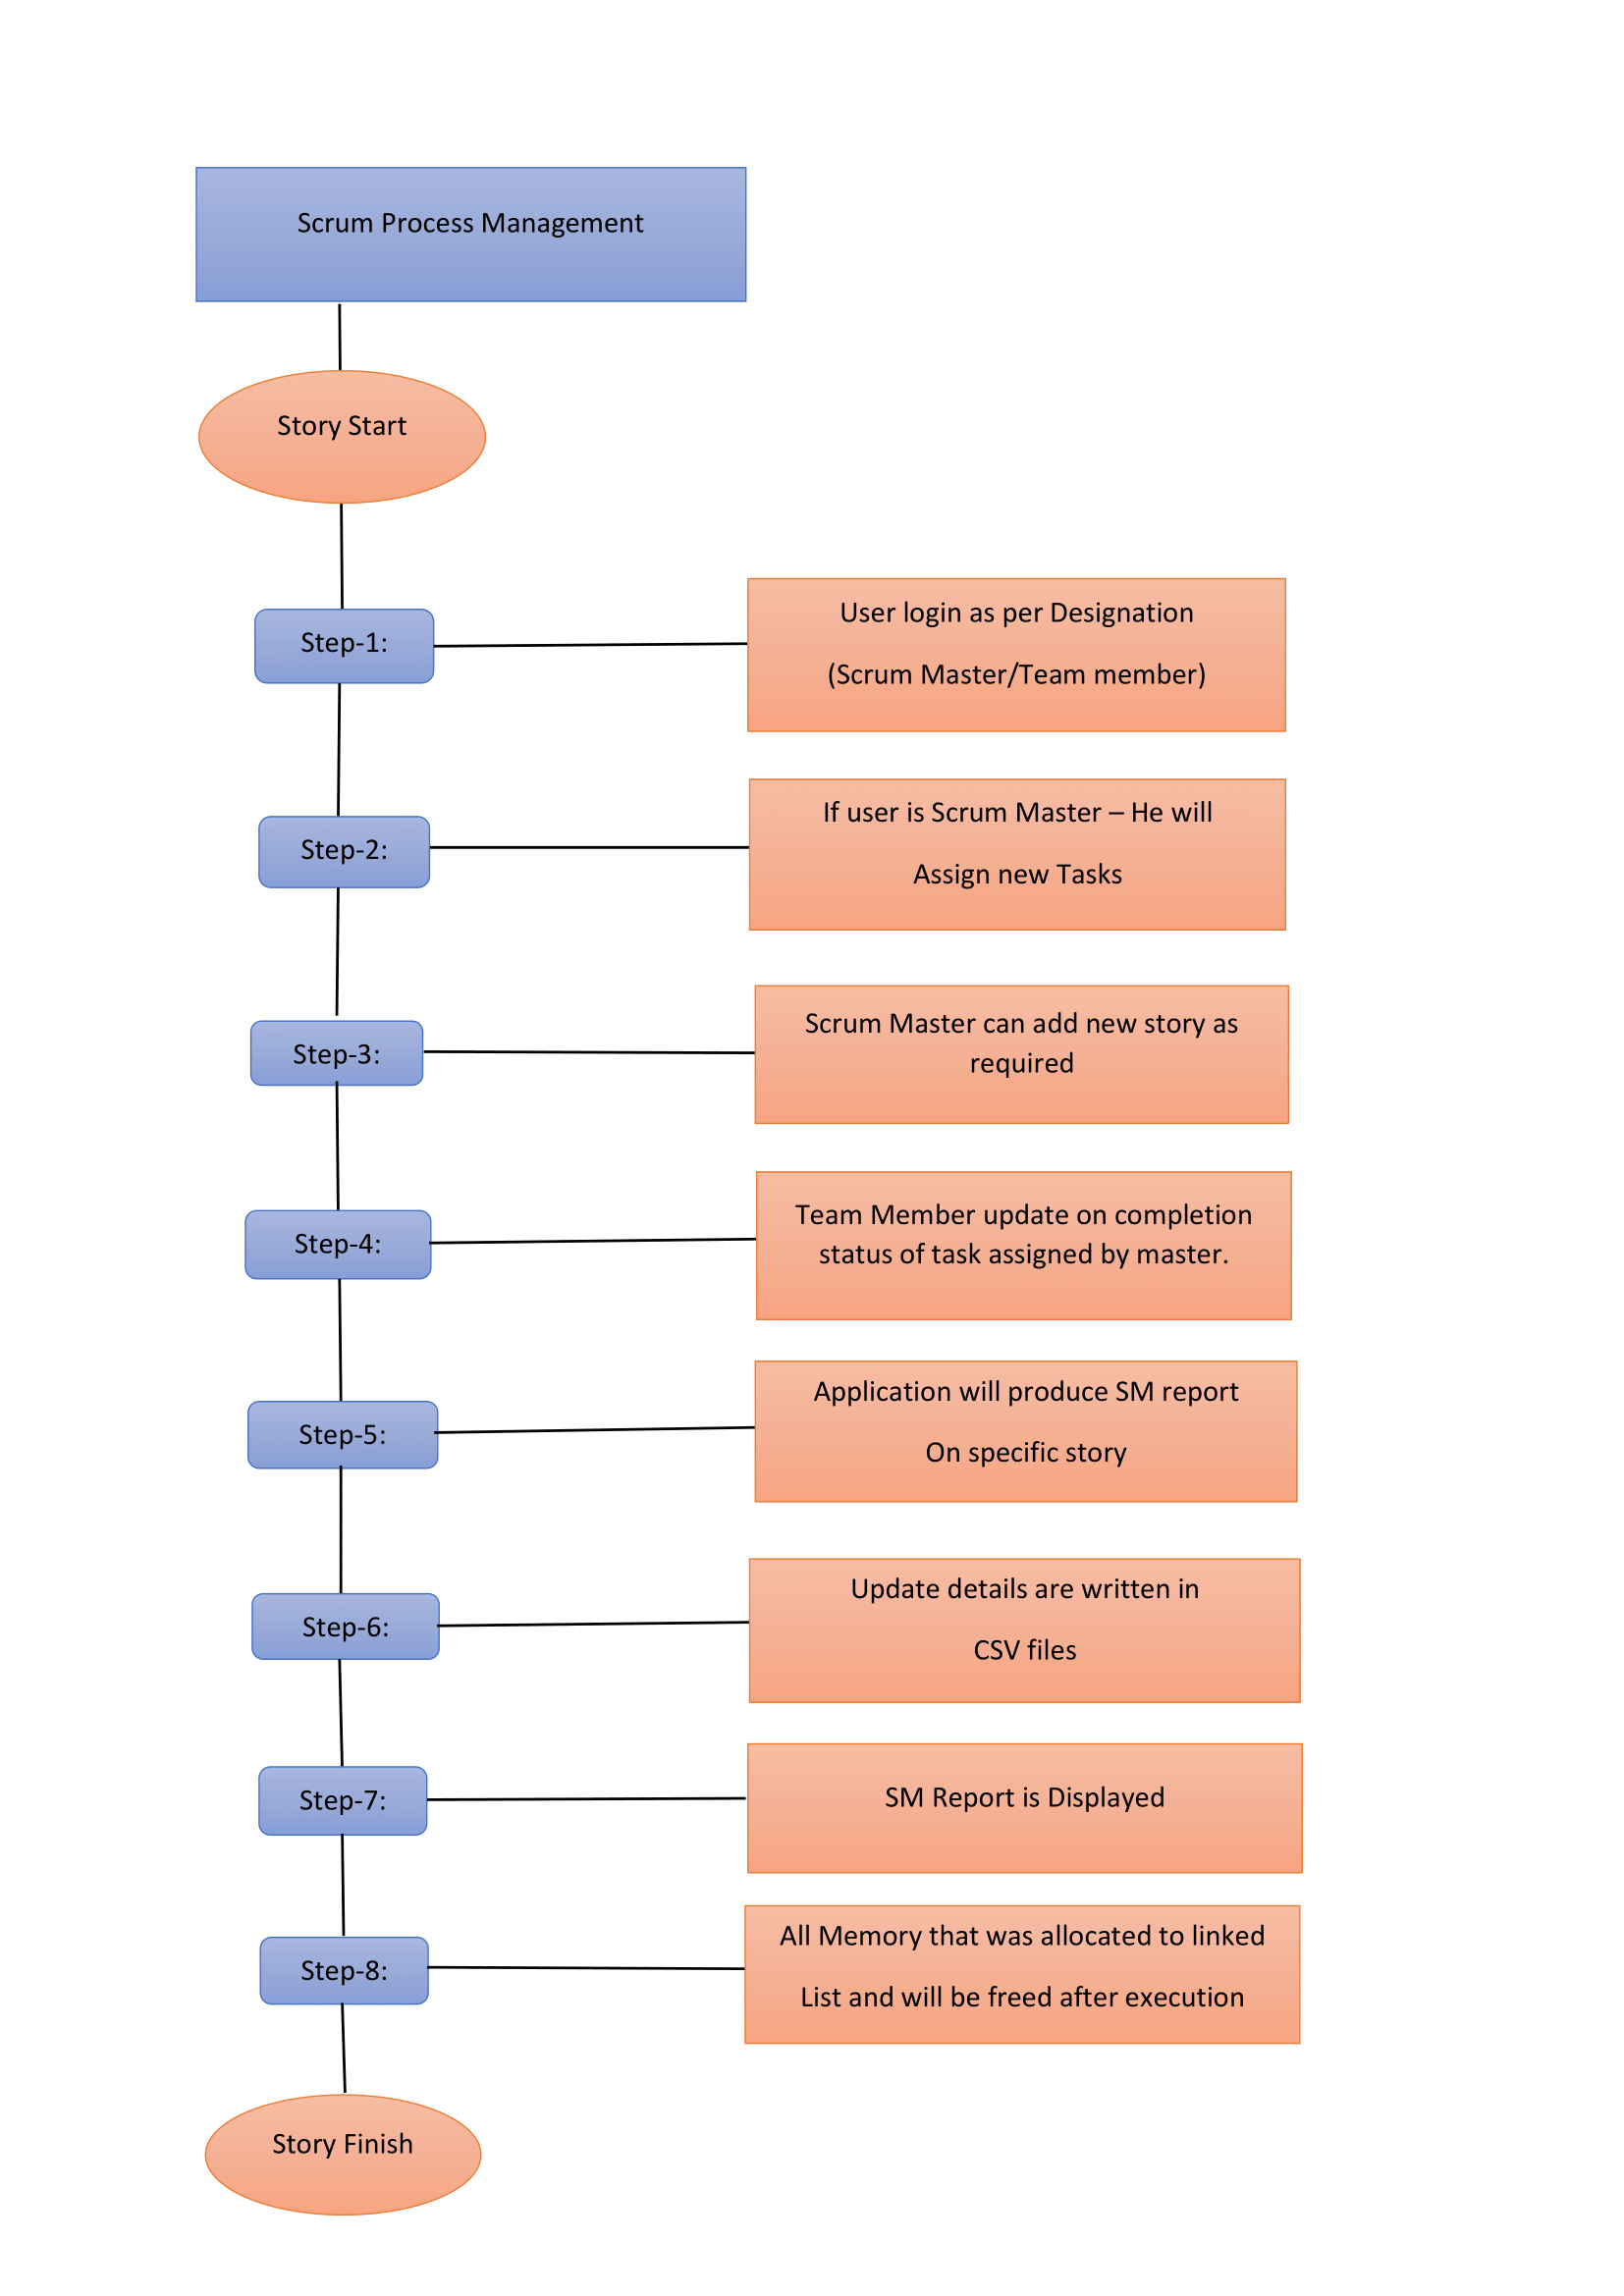 Scrum Process Management
Story Start
Step-1:
User login as per Designation
(Scrum Master/Team member)
Step-2:
If user is Scrum Master – He will
Assign new Tasks
Step-3:
Scrum Master can add new story as
required
Step-4:
Team Member update on completion
status of task assigned by master.
Step-5:
Application will produce SM report
On specific story
Step-6:
Update details are written in
CSV files
Step-7:
SM Report is Displayed
Step-8:
All Memory that was allocated to linked
List and will be freed after execution
Story Finish